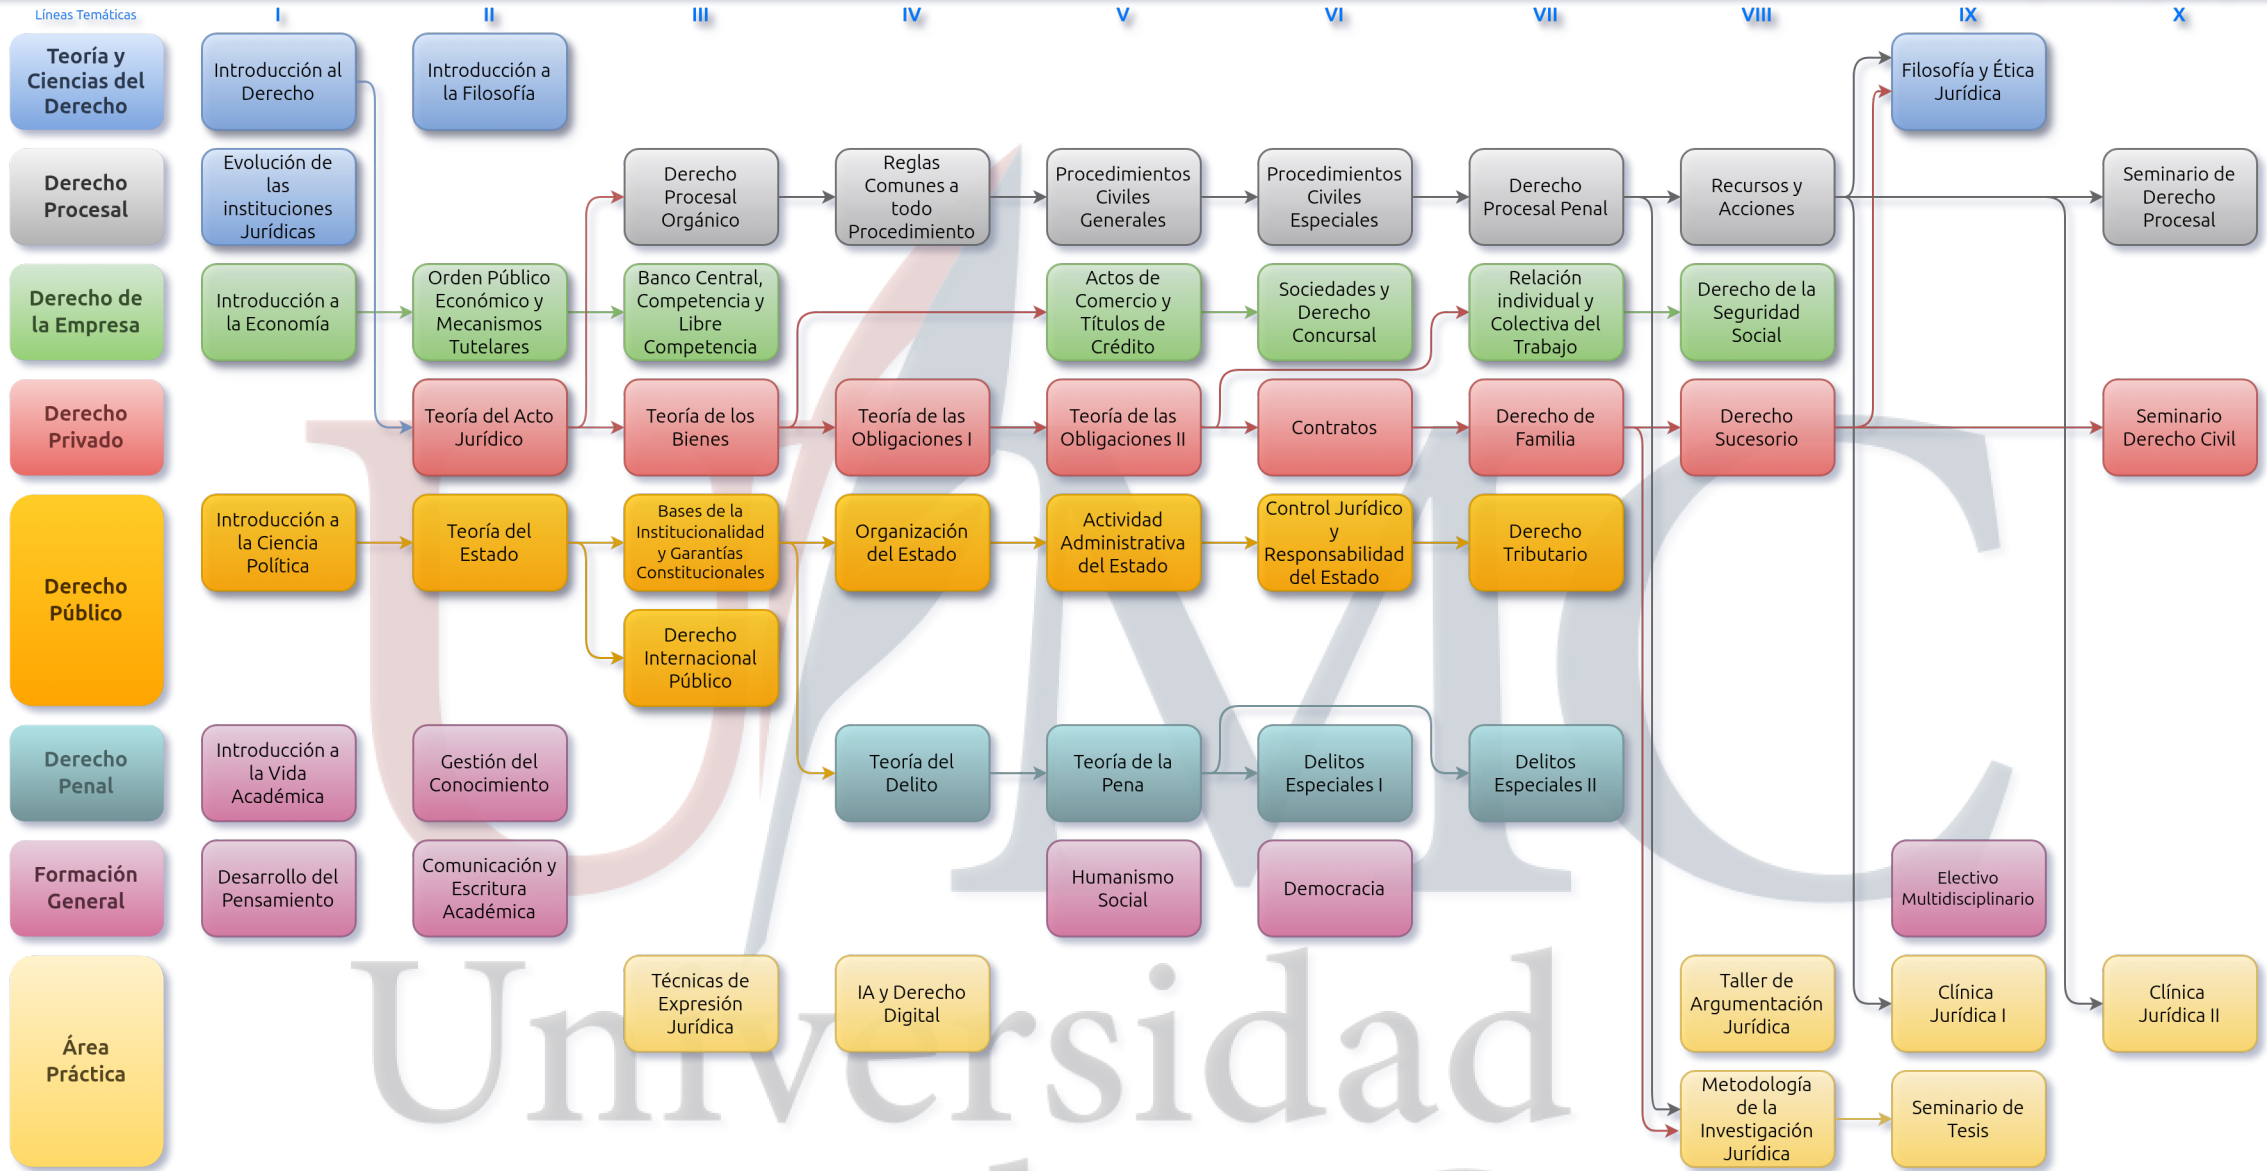 Líneas Temáticas
I
II
III
IV
V
VI
VII
VIII
IX
X
Teoría y
Ciencias del
Derecho
Introducción al
Derecho
Introducción a
la Filosofía
Filosofía y Ética
Jurídica
Derecho
Procesal
Evolución de
las
instituciones
Jurídicas
Derecho
Procesal
Orgánico
Reglas
Comunes a
todo
Procedimiento
Procedimientos
Civiles
Generales
Procedimientos
Civiles
Especiales
Derecho
Procesal Penal
Recursos y
Acciones
Seminario de
Derecho
Procesal
Derecho de
la Empresa
Introducción a
la Economía
Orden Público
Económico y
Mecanismos
Tutelares
Banco Central,
Competencia y
Libre
Competencia
Actos de
Comercio y
Títulos de
Crédito
Sociedades y
Derecho
Concursal
Relación
individual y
Colectiva del
Trabajo
Derecho de la
Seguridad
Social
Derecho
Privado
Teoría del Acto
Jurídico
Teoría de los
Bienes
Teoría de las
Obligaciones I
Teoría de las
Obligaciones II
Contratos
Derecho de
Familia
Derecho
Sucesorio
Seminario
Derecho Civil
Derecho
Público
Introducción a
la Ciencia
Política
Teoría del
Estado
Bases de la
Institucionalidad
y Garantías
Constitucionales
Organización
del Estado
Actividad
Administrativa
del Estado
Control Jurídico
y
Responsabilidad
del Estado
Derecho
Tributario
Derecho
Internacional
Público
Derecho
Penal
Introducción a
la Vida
Académica
Gestión del
Conocimiento
Teoría del
Delito
Teoría de la
Pena
Delitos
Especiales I
Delitos
Especiales II
Formación
General
Desarrollo del
Pensamiento
Comunicación y
Escritura
Académica
Humanismo
Social
Democracia
Electivo
Multidisciplinario
Área
Práctica
Técnicas de
Expresión
Jurídica
IA y Derecho
Digital
Taller de
Argumentación
Jurídica
Clínica
Jurídica I
Clínica
Jurídica II
Metodología
de la
Investigación
Jurídica
Seminario de
Tesis
UMC
Universidad